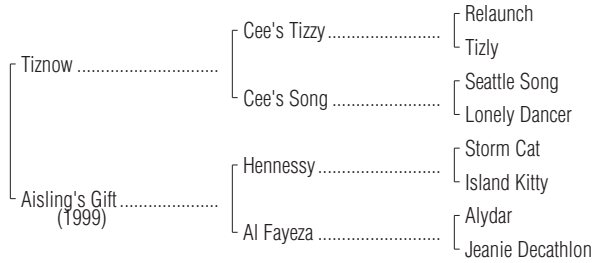 Relaunch
Cee's Tizzy ......................
Tizly
Tiznow ............................
Seattle Song
Cee's Song .....................
Lonely Dancer
Storm Cat
Hennessy ........................
Island Kitty
Aisling's Gift ....................
(1999)
Alydar
Al Fayeza ........................
Jeanie Decathlon